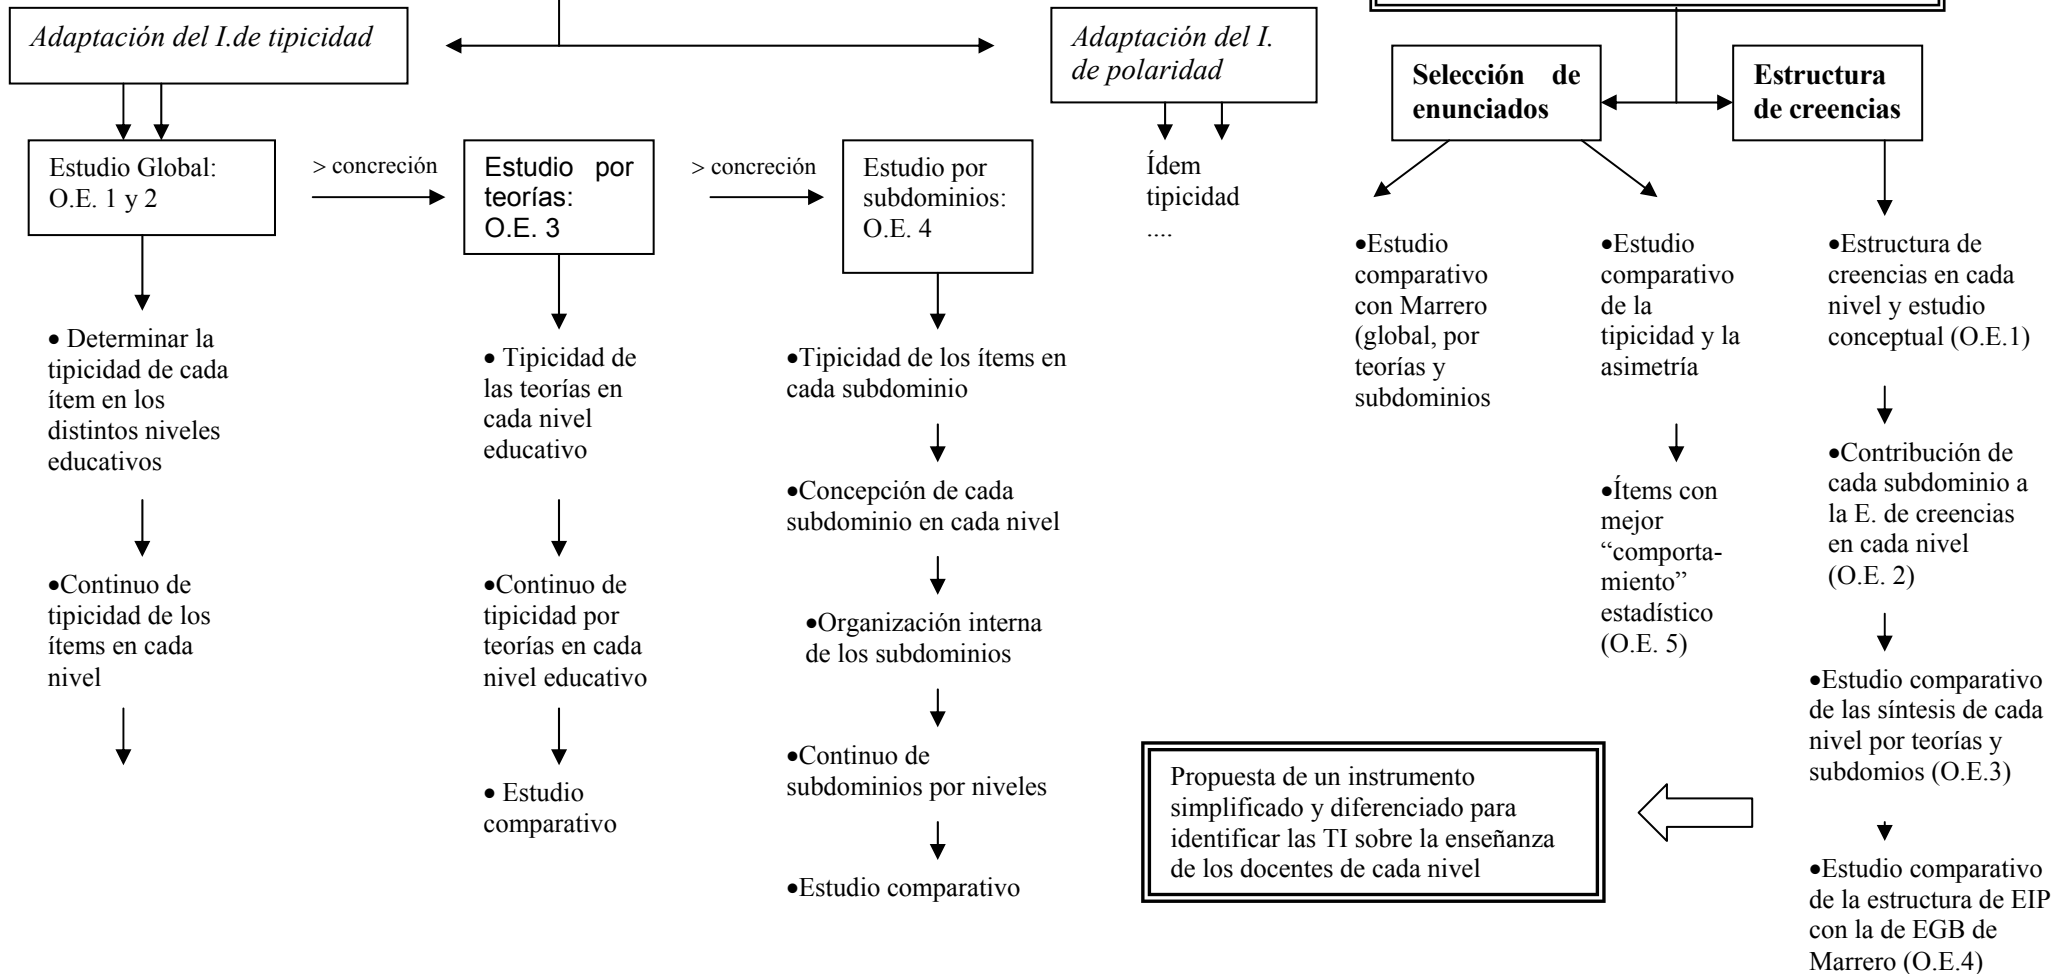 Adaptación del I.de tipicidad
Adaptación del I.
de polaridad
Selección de
enunciados
Estructura
de creencias
Estudio Global:
O.E. 1 y 2
> concreción
Estudio por
teorías:
O.E. 3
> concreción
Estudio por
subdominios:
O.E. 4
Ídem
tipicidad
....
• Determinar la
tipicidad de cada
ítem en los
distintos niveles
educativos
•Continuo de
tipicidad de los
ítems en cada
nivel
• Tipicidad de
las teorías en
cada nivel
educativo
•Continuo de
tipicidad por
teorías en cada
nivel educativo
• Estudio
comparativo
•Tipicidad de los ítems en
cada subdominio
•Concepción de cada
subdominio en cada nivel
•Organización interna
de los subdominios
•Continuo de
subdominios por niveles
•Estudio comparativo
•Estudio
comparativo
con Marrero
(global, por
teorías y
subdominios
•Estudio
comparativo
de la
tipicidad y la
asimetría
•Ítems con
mejor
“comporta-
miento”
estadístico
(O.E. 5)
•Estructura de
creencias en cada
nivel y estudio
conceptual (O.E.1)
•Contribución de
cada subdominio a
la E. de creencias
en cada nivel
(O.E. 2)
•Estudio comparativo
de las síntesis de cada
nivel por teorías y
subdomios (O.E.3)
•Estudio comparativo
de la estructura de EIP
con la de EGB de
Marrero (O.E.4)
Propuesta de un instrumento
simplificado y diferenciado para
identificar las TI sobre la enseñanza
de los docentes de cada nivel